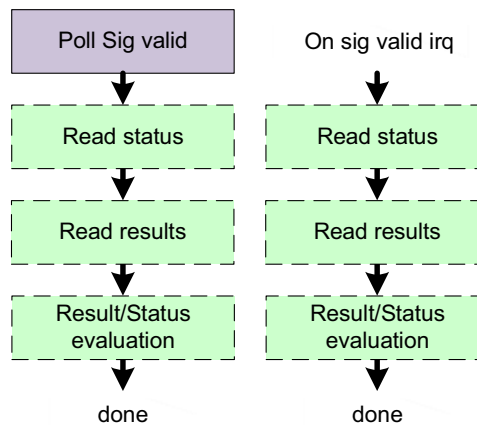 Poll Sig valid
Read status
Read results
Result/Status
evaluation
done
On sig valid irq
Read status
Read results
Result/Status
evaluation
done